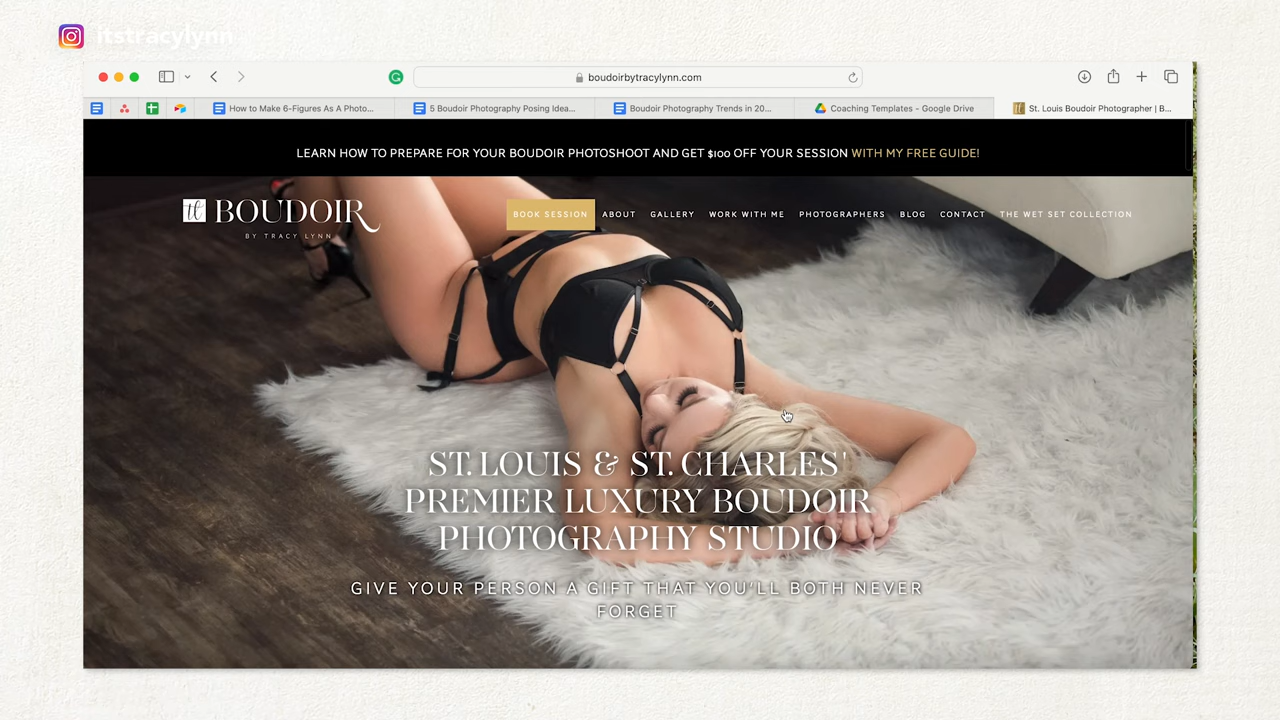 itstracylynn
boudoirbytracylynn.com
How to Make 6-Figures As A Photo...
5 Boudoir Photography Posing Idea...
Boudoir Photography Trends in 20...
Coaching Templates – Google Drive
St. Louis Boudoir Photographer | B...
LEARN HOW TO PREPARE FOR YOUR BOUDOIR PHOTOSHOOT AND GET $100 OFF YOUR SESSION WITH MY FREE GUIDE!
tl BOUDOIR
BY TRACY LYNN
BOOK SESSION
ABOUT
GALLERY
WORK WITH ME
PHOTOGRAPHERS
BLOG
CONTACT
THE WET SET COLLECTION
ST. LOUIS & ST. CHARLES'
PREMIER LUXURY BOUDOIR
PHOTOGRAPHY STUDIO
GIVE YOUR PERSON A GIFT THAT YOU'LL BOTH NEVER
FORGET